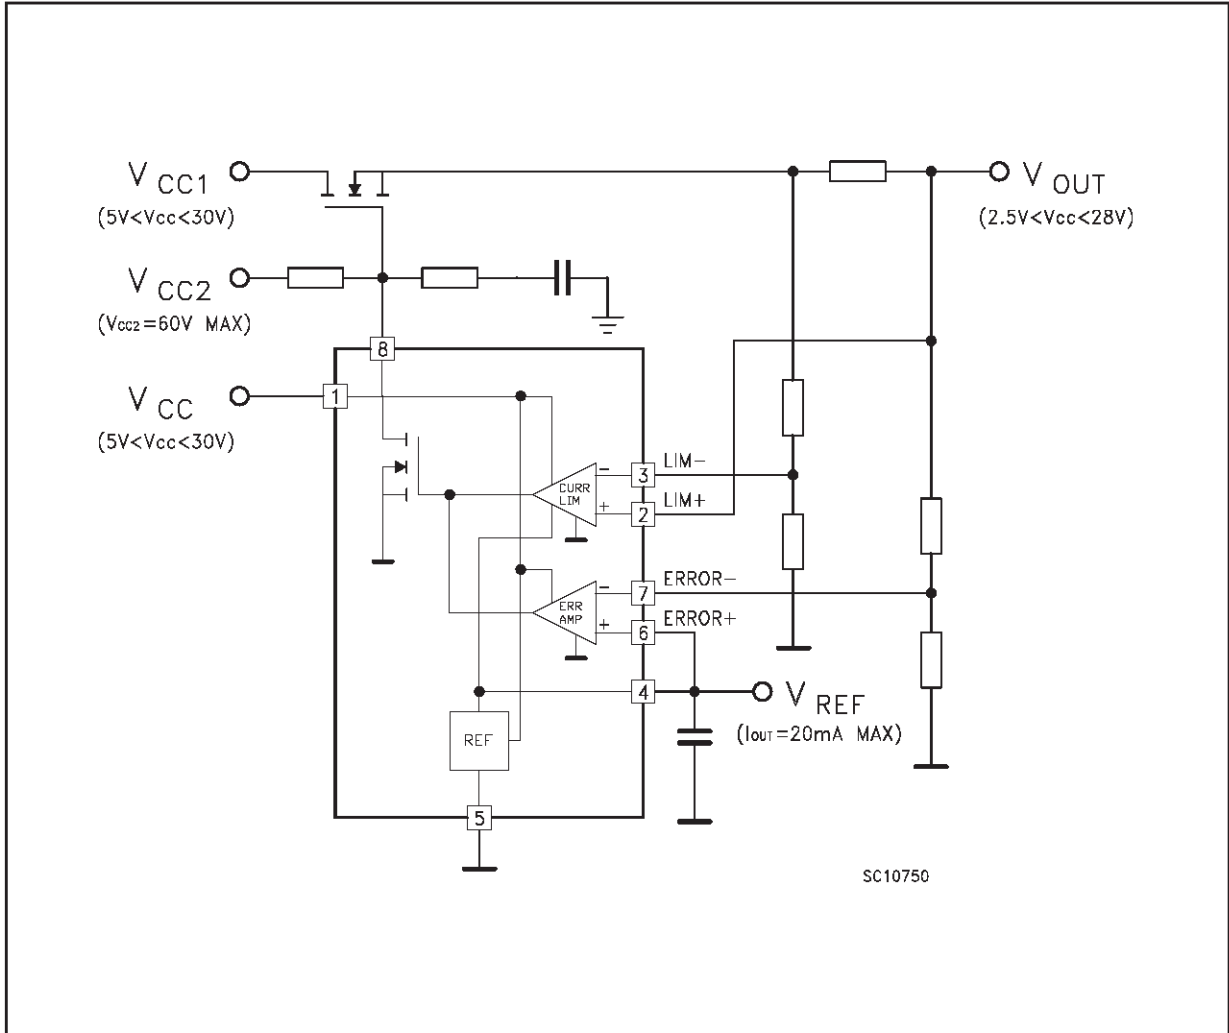 V CC1
(5V<Vcc<30V)
V OUT
(2.5V<Vcc<28V)
V CC2
(VCC2=60V MAX)
8
V CC
(5V<Vcc<30V)
1
CURR
LIM
-
+
3
LIM-
2
LIM+
ERR
AMP
-
+
7
ERROR-
6
ERROR+
4
V REF
(IOUT=20mA MAX)
REF
5
SC10750